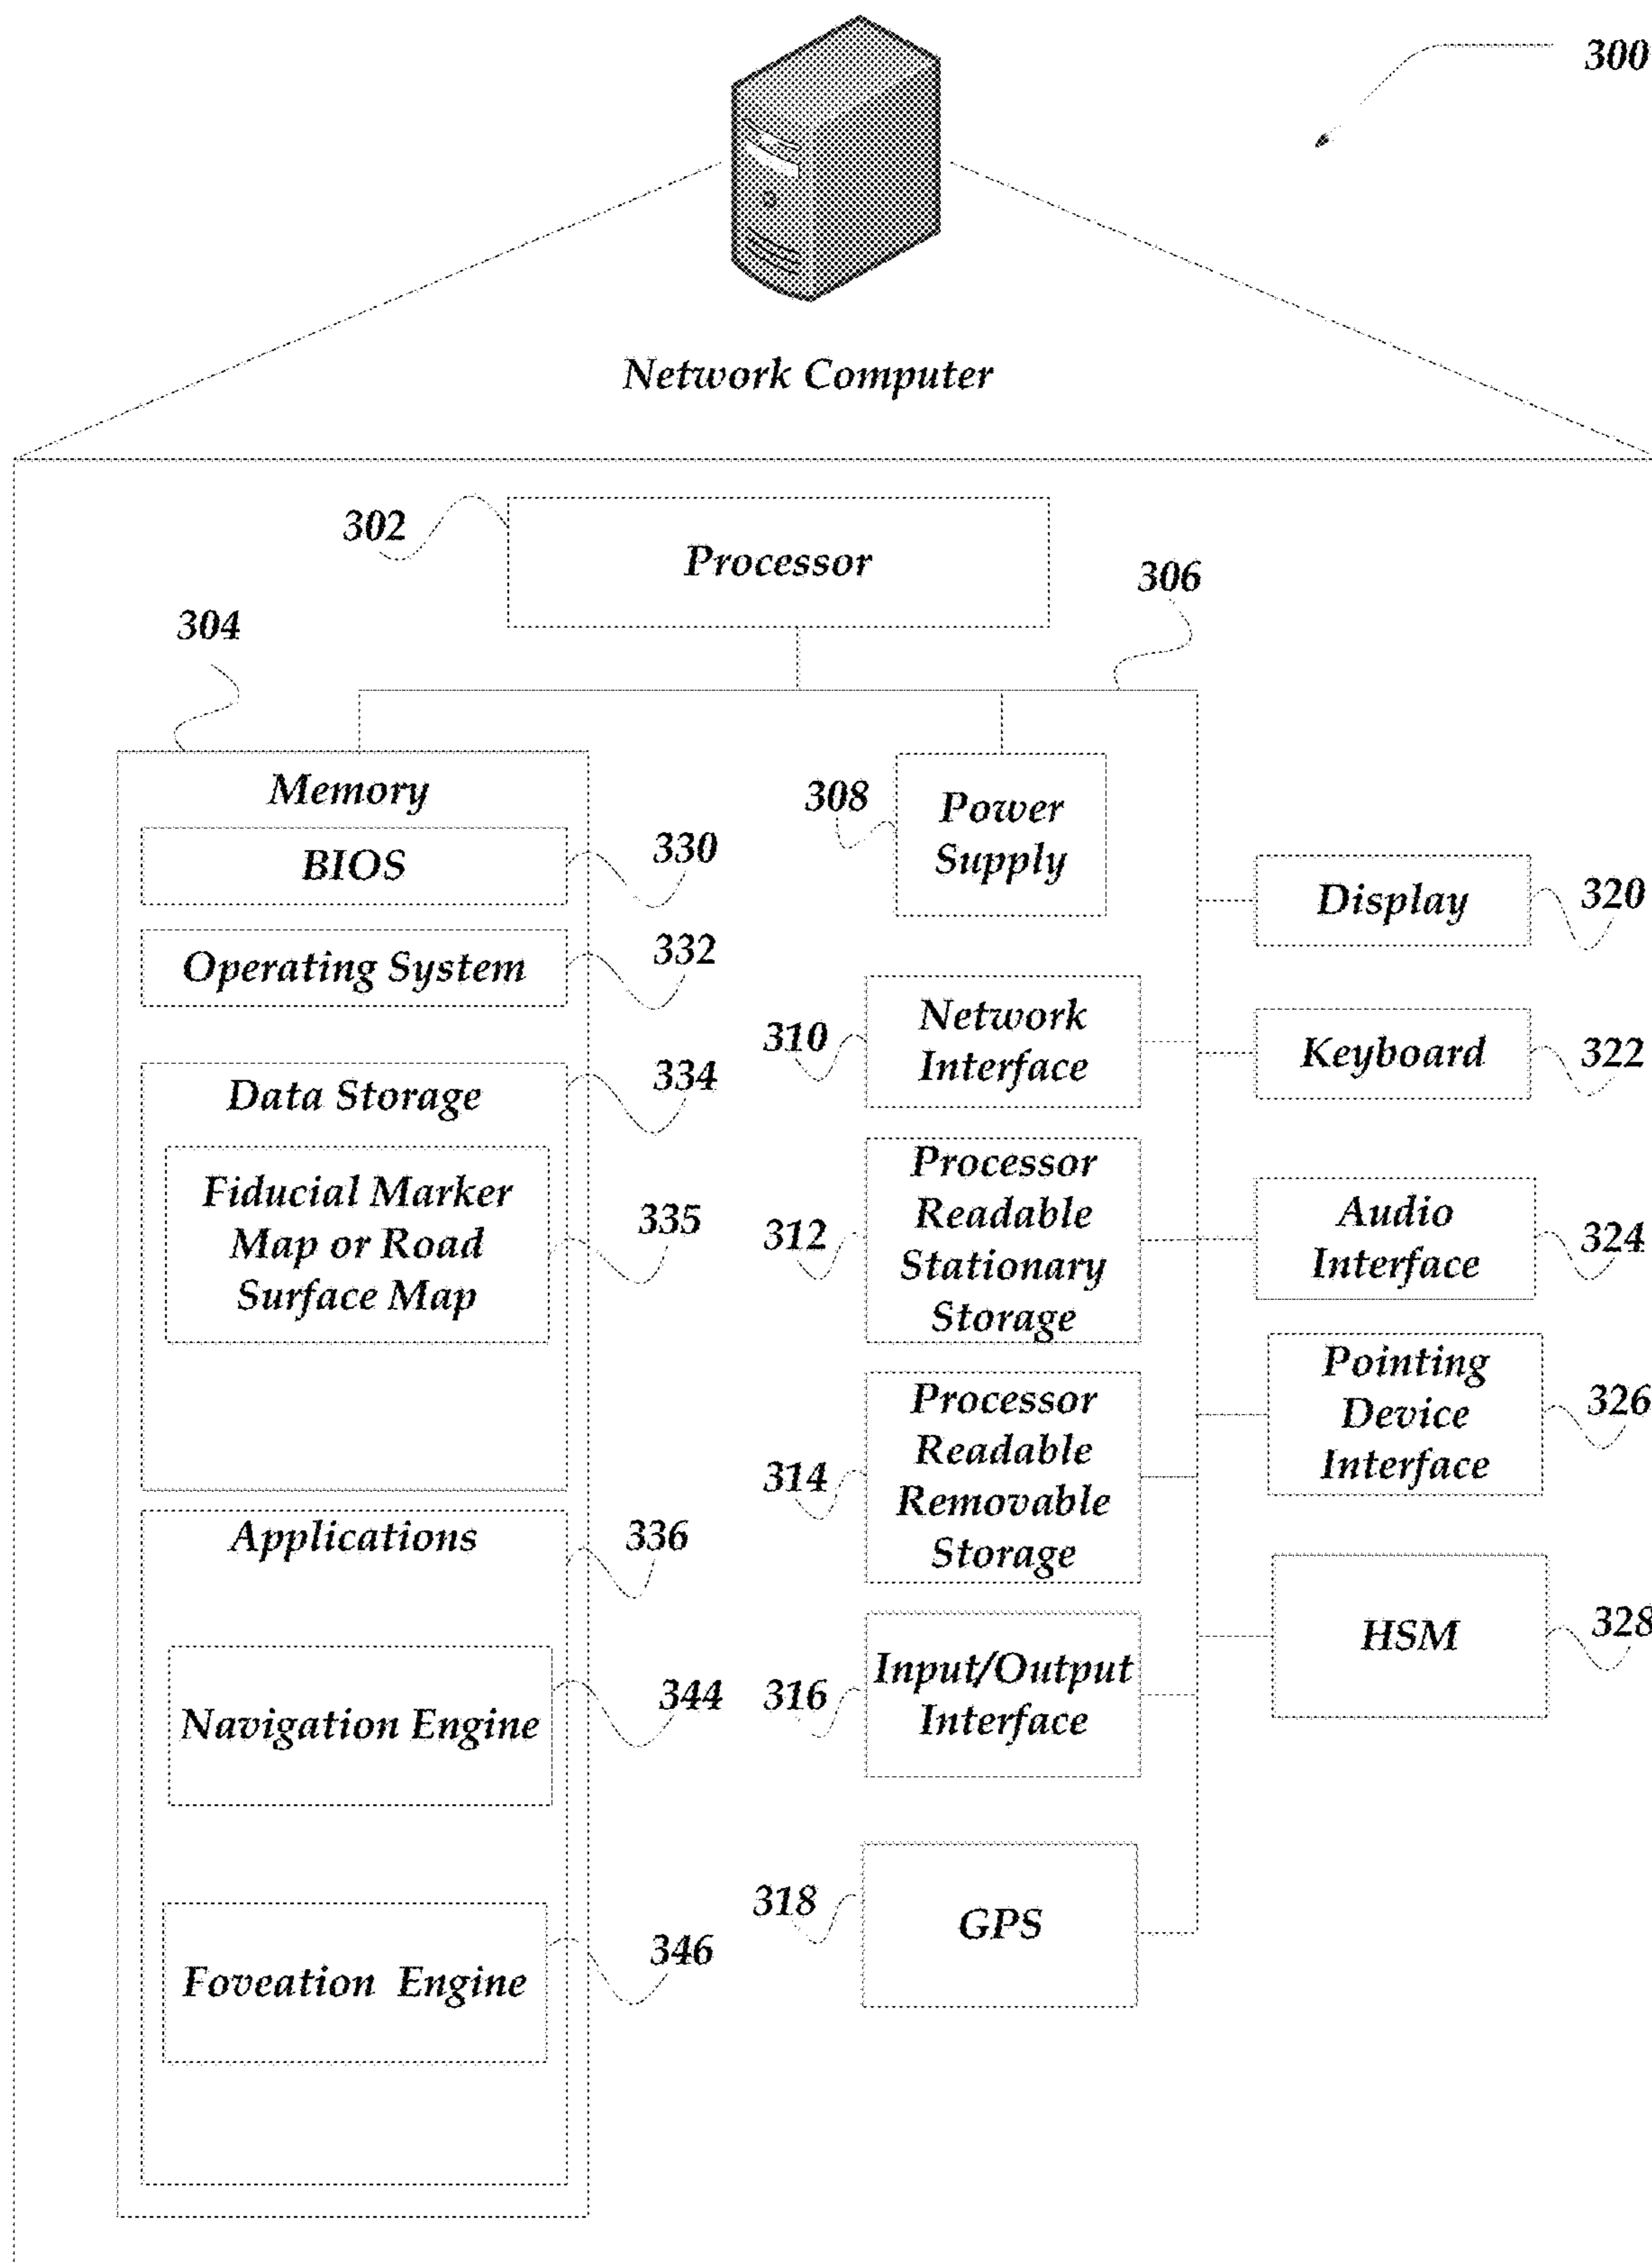 300
Network Computer
302
Processor
306
304
Memory
BIOS
330
Operating System
332
Data Storage
334
Fiducial Marker
Map or Road
Surface Map
335
Applications
336
Navigation Engine
344
Foveation Engine
346
308
Power
Supply
310
Network
Interface
312
Processor
Readable
Stationary
Storage
314
Processor
Readable
Removable
Storage
316
Input/Output
Interface
318
GPS
Display
320
Keyboard
322
Audio
Interface
324
Pointing
Device
Interface
326
HSM
328